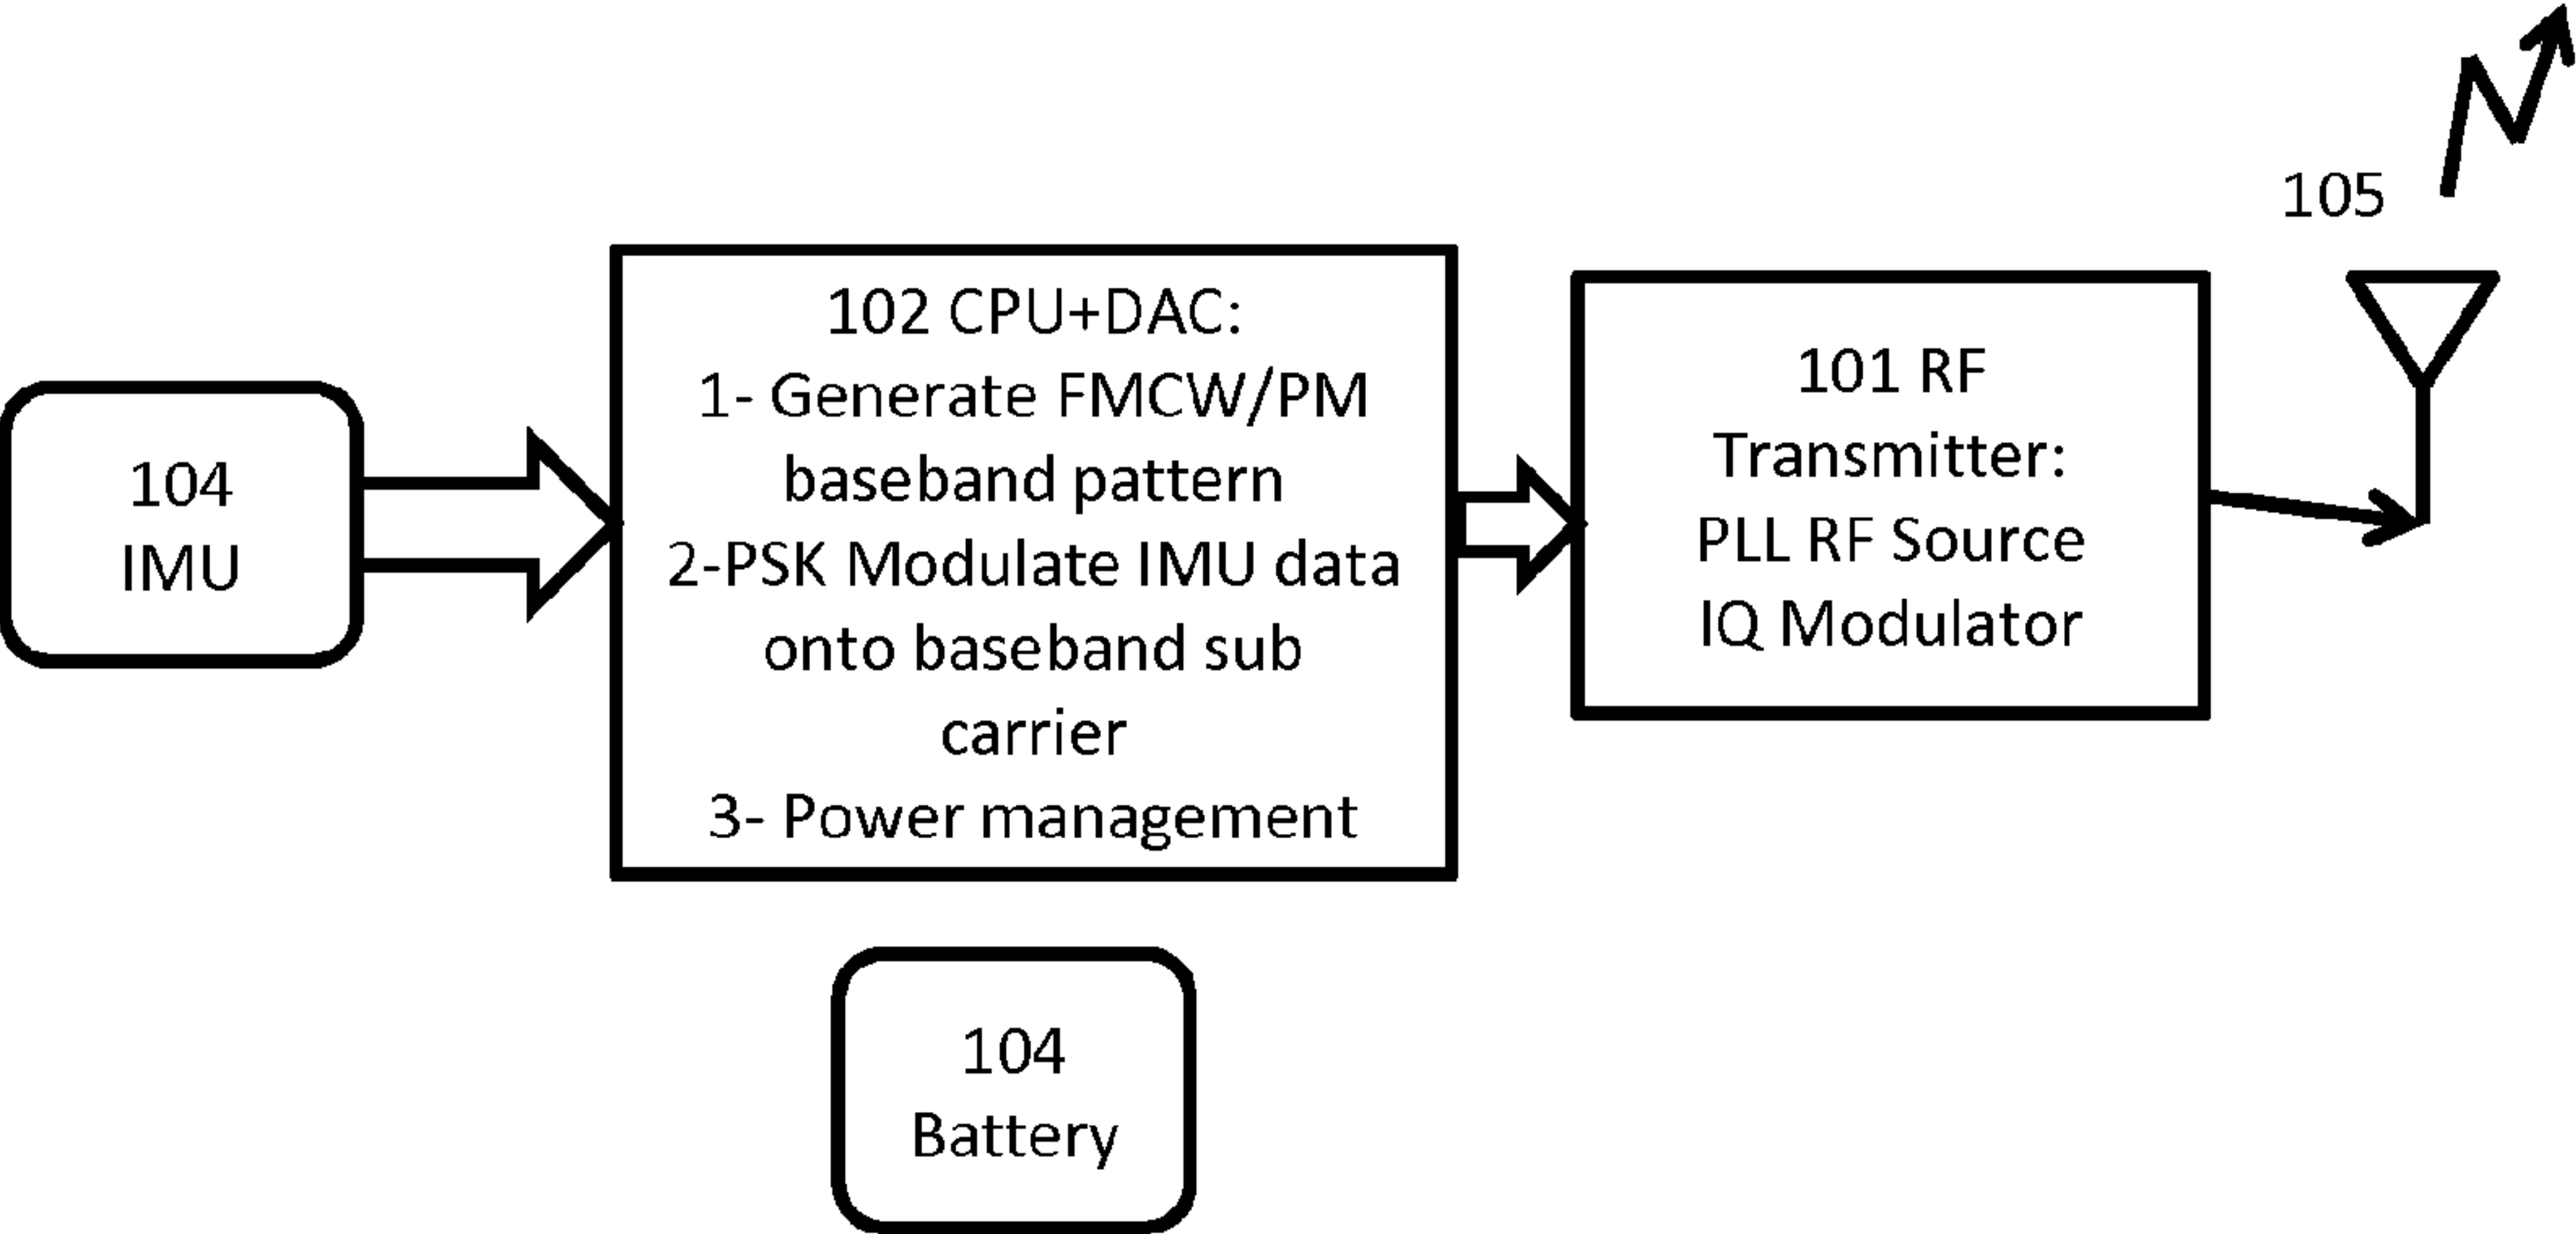 105
104
IMU
102 CPU+DAC:
1- Generate FMCW/PM
baseband pattern
2-PSK Modulate IMU data
onto baseband sub
carrier
3- Power management
101 RF
Transmitter:
PLL RF Source
IQ Modulator
104
Battery